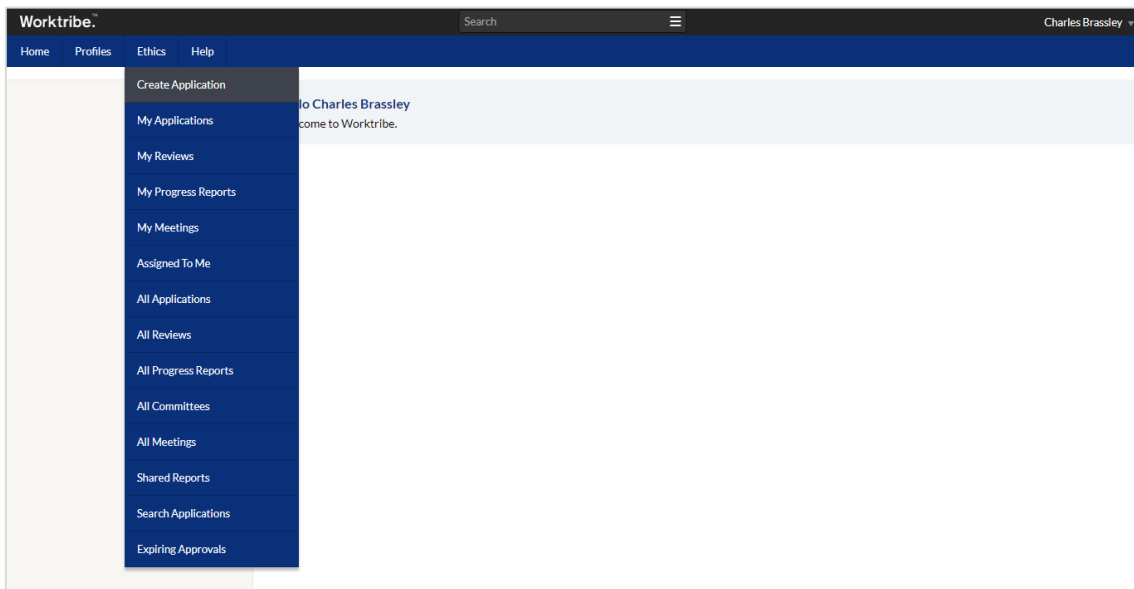 Worktribe.™
Search
Charles Brassley
Home Profiles Ethics Help
Create Application
lo Charles Brassley
My Applications
come to Worktribe.
My Reviews
My Progress Reports
My Meetings
Assigned To Me
All Applications
All Reviews
All Progress Reports
All Committees
All Meetings
Shared Reports
Search Applications
Expiring Approvals